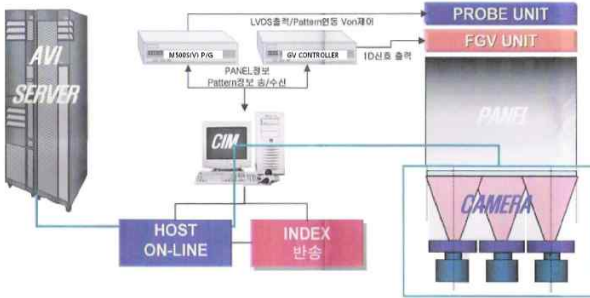 LVDS출력/Pattern연동 Von제어
PROBE UNIT
FGV UNIT
M500S(V) P/G
GV CONTROLLER
ID신호 출력
PANEL정보
Pattern정보 송/수신
AVI
SERVER
PANEL
CIM
CAMERA
HOST
ON-LINE
INDEX
반송